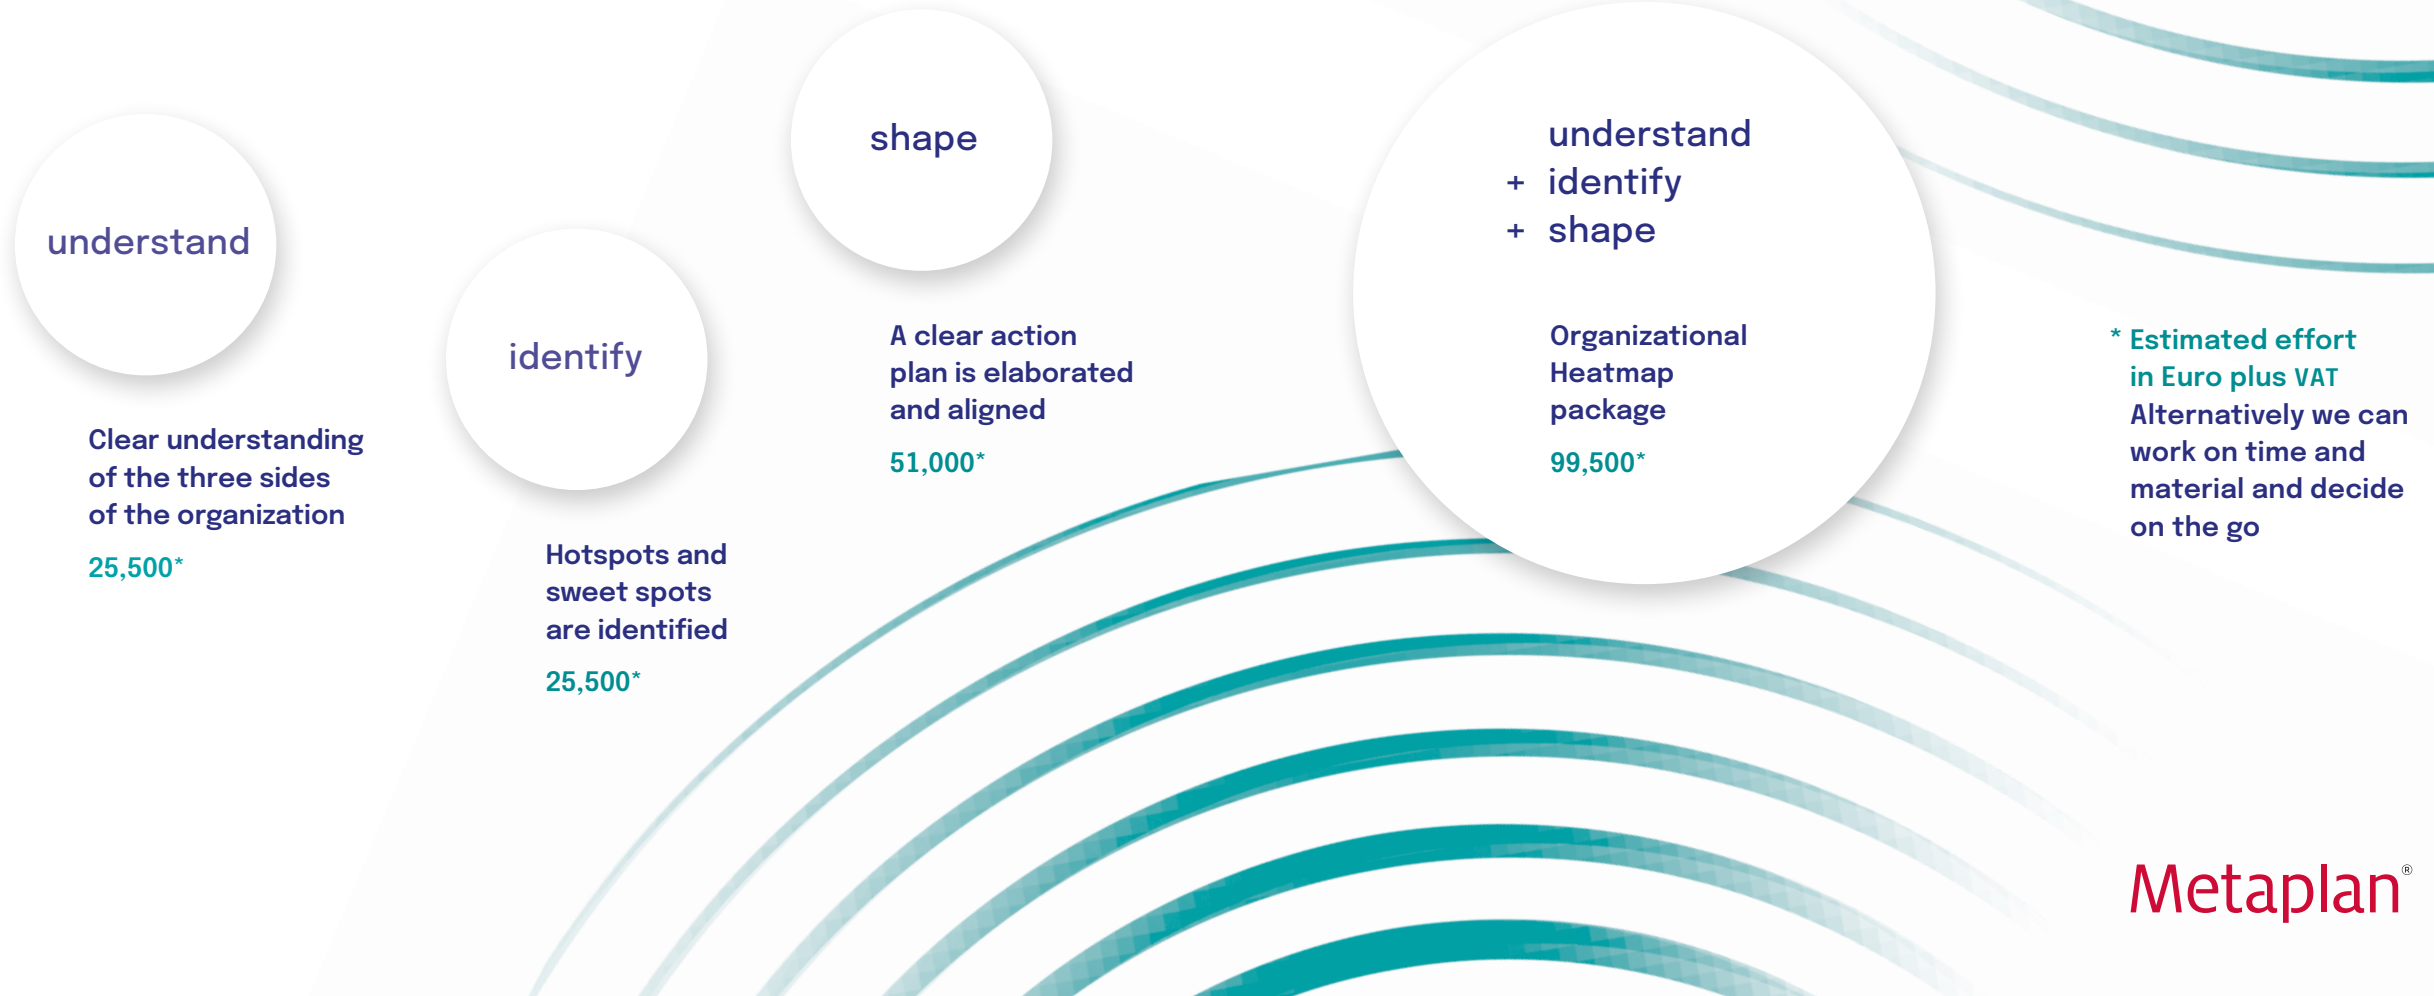 understand
Clear understanding
of the three sides
of the organization
25,500*
identify
Hotspots and
sweet spots
are identified
25,500*
shape
A clear action
plan is elaborated
and aligned
51,000*
understand
+ identify
+ shape
Organizational
Heatmap
package
99,500*
* Estimated effort
in Euro plus VAT
Alternatively we can
work on time and
material and decide
on the go
Metaplan®